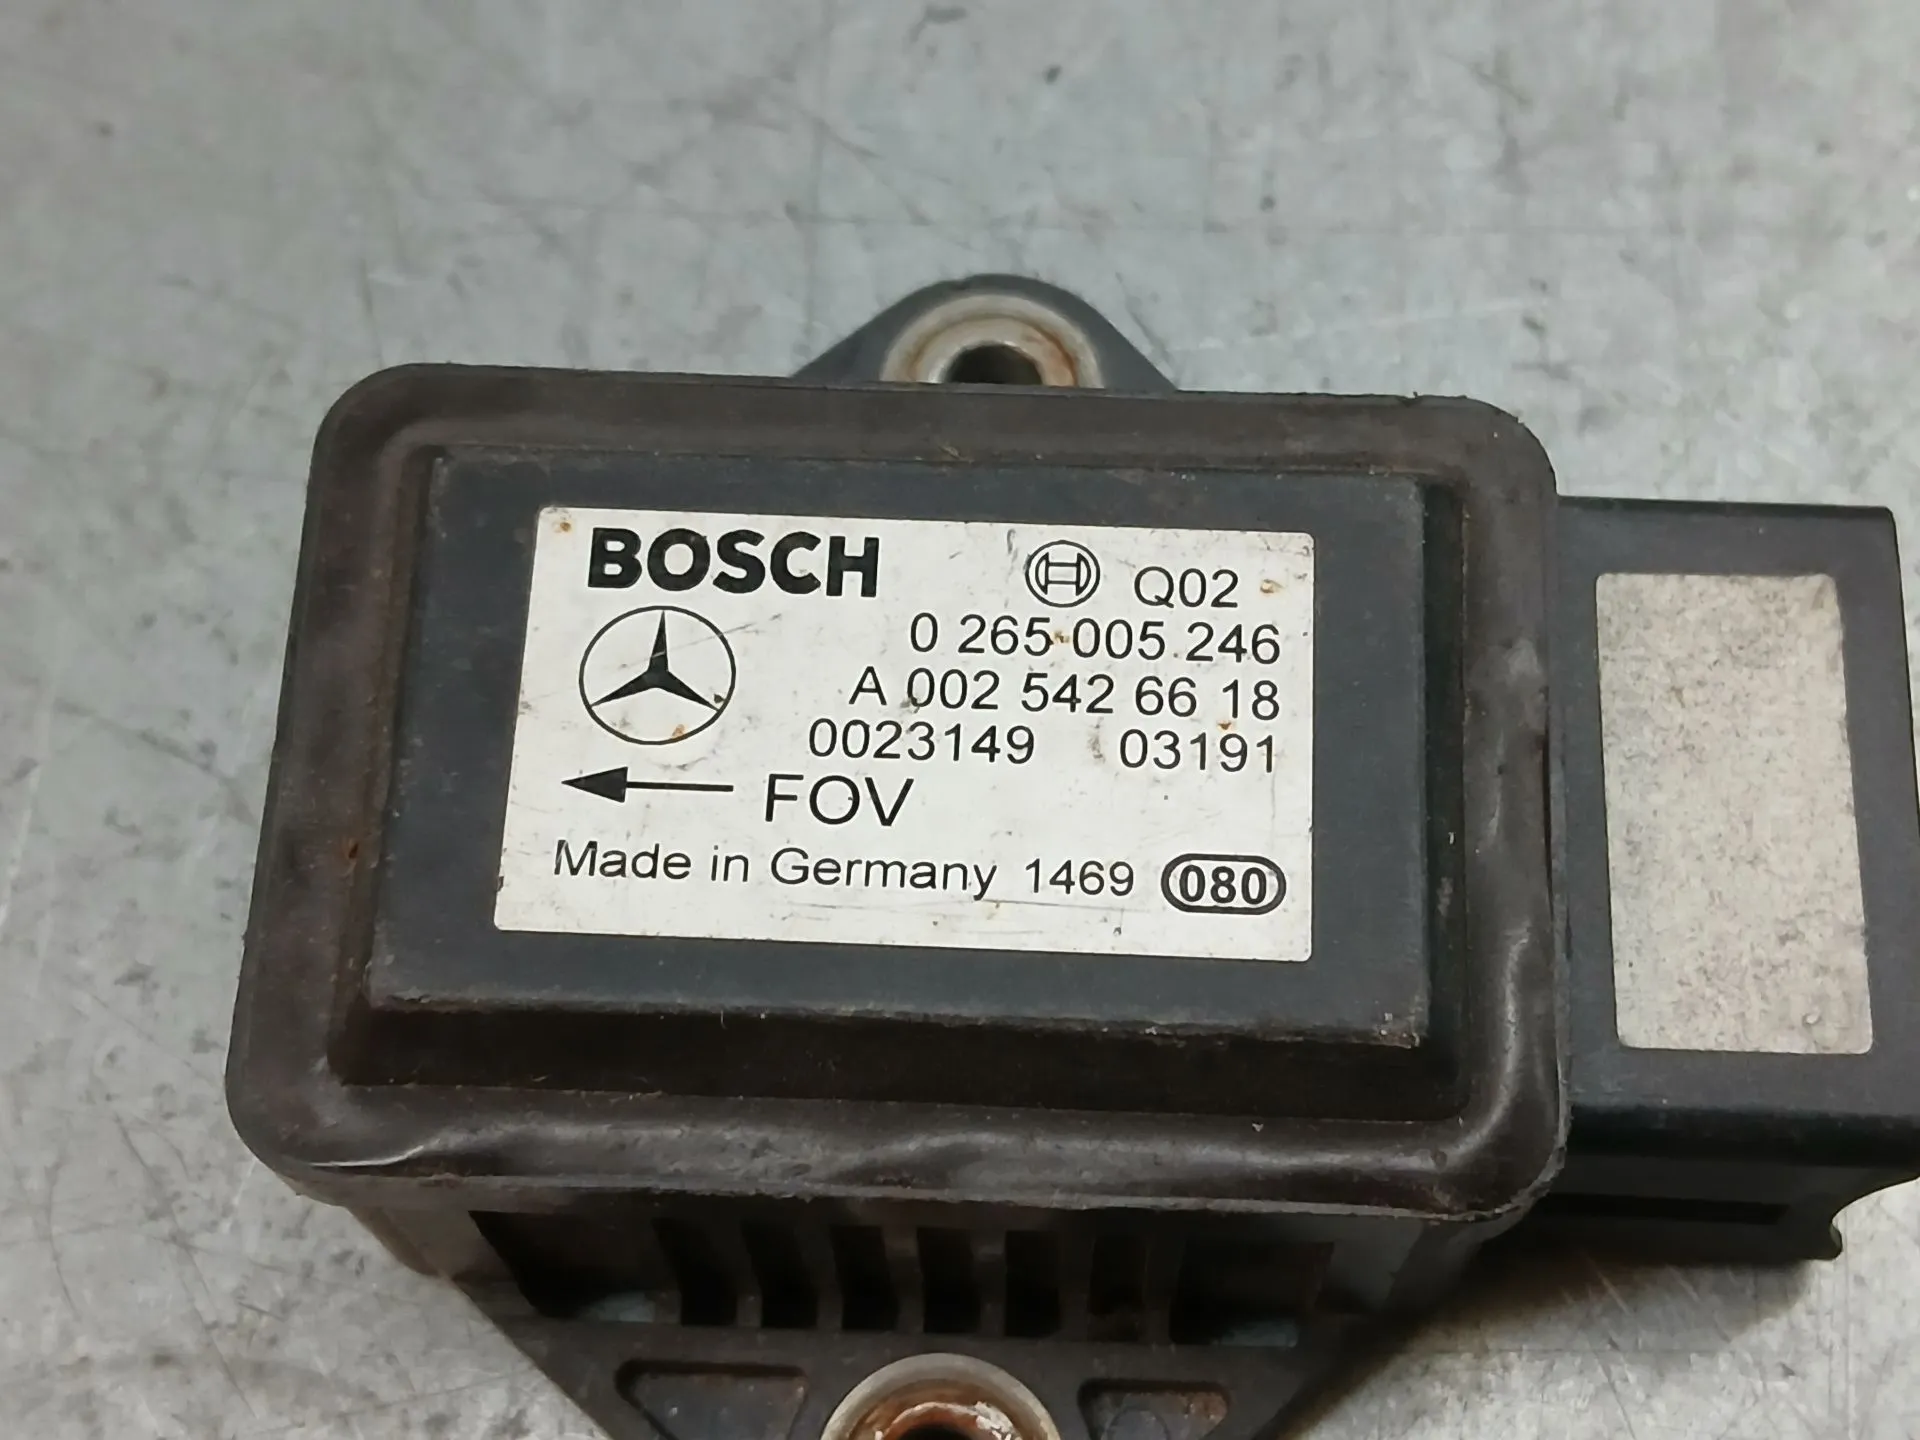 BOSCH Q02
0 265 005 246
A 002 542 66 18
0023149 03191
FOV
Made in Germany 1469 080